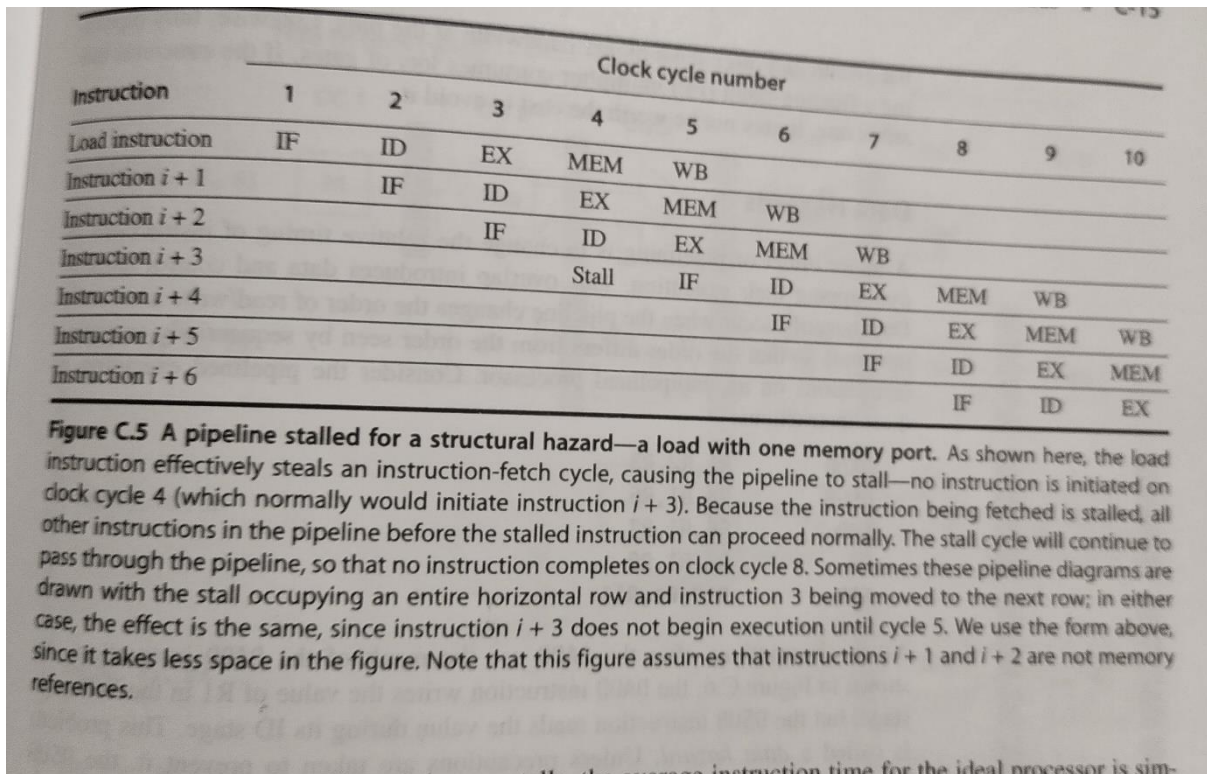 C-15
Clock cycle number
Instruction 1 2 3 4 5 6 7 8 9 10
Load instruction IF ID EX MEM WB
Instruction i + 1 IF ID EX MEM WB
Instruction i + 2 IF ID EX MEM WB
Instruction i + 3 Stall IF ID EX MEM WB
Instruction i + 4 IF ID EX MEM WB
Instruction i + 5 IF ID EX MEM
Instruction i + 6 IF ID EX
Figure C.5 A pipeline stalled for a structural hazard—a load with one memory port. As shown here, the load
instruction effectively steals an instruction-fetch cycle, causing the pipeline to stall—no instruction is initiated on
clock cycle 4 (which normally would initiate instruction i + 3). Because the instruction being fetched is stalled, all
other instructions in the pipeline before the stalled instruction can proceed normally. The stall cycle will continue to
pass through the pipeline, so that no instruction completes on clock cycle 8. Sometimes these pipeline diagrams are
drawn with the stall occupying an entire horizontal row and instruction 3 being moved to the next row; in either
case, the effect is the same, since instruction i + 3 does not begin execution until cycle 5. We use the form above,
since it takes less space in the figure. Note that this figure assumes that instructions i + 1 and i + 2 are not memory
references.
average instruction time for the ideal processor is sim-